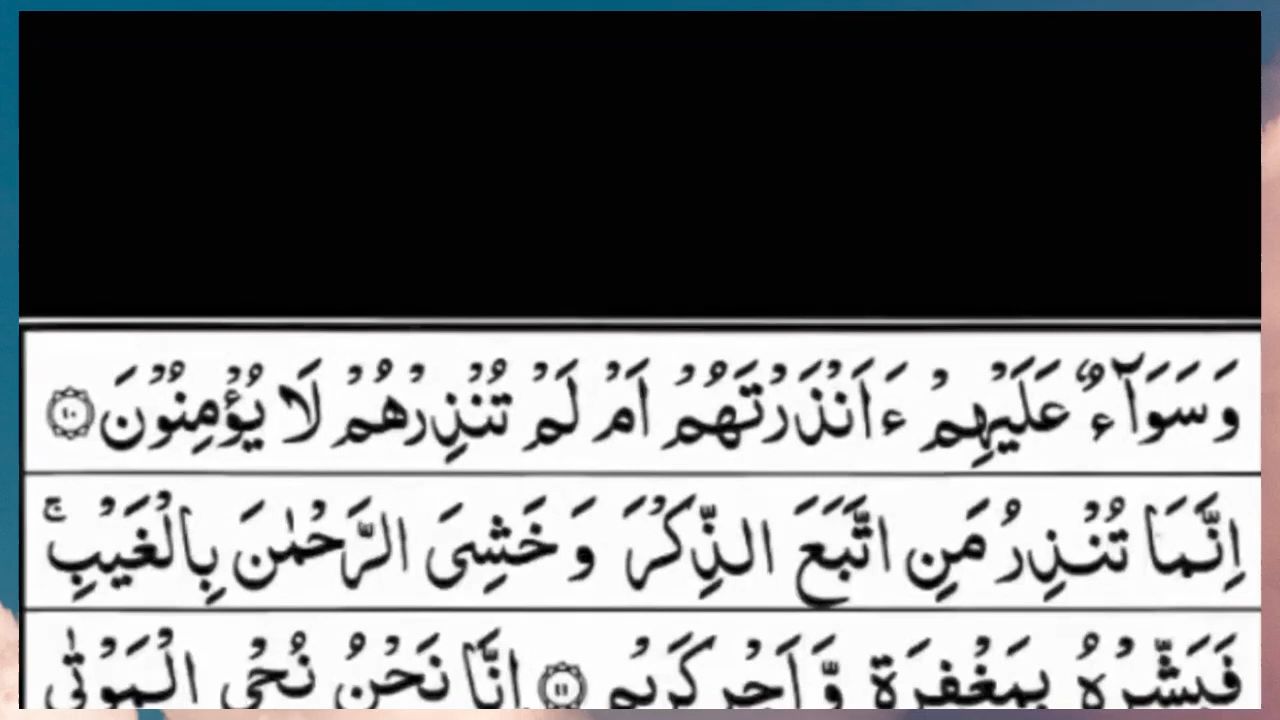 وَسَوَآءٌ عَلَيْهِمْ ءَاَنْذَرْتَهُمْ اَمْ لَمْ تُنْذِرْهُمْ لَا يُؤْمِنُوْنَ ۝۱۰
اِنَّمَا تُنْذِرُ مَنِ اتَّبَعَ الذِّكْرَ وَخَشِىَ الرَّحْمٰنَ بِالْغَيْبِ ۚ
فَبَشِّرْهُ بِمَغْفِرَةٍ وَّاَجْرٍ كَرِيْمٍ ۝۱۱ اِنَّا نَحْنُ نُحْىِ الْمَوْتٰى